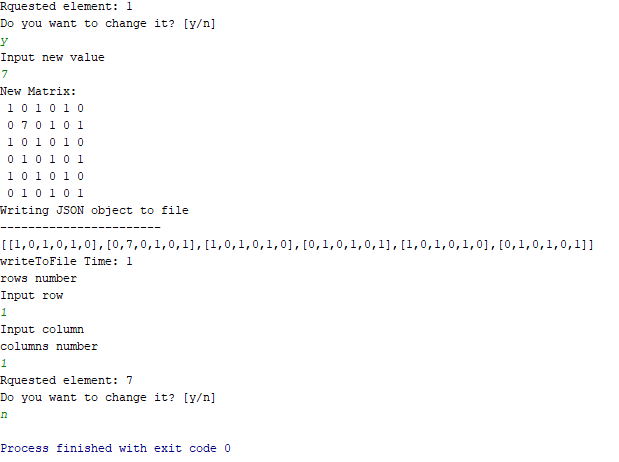 Rquested element: 1
Do you want to change it? [y/n]
y
Input new value
7
New Matrix:
1 0 1 0 1 0
0 7 0 1 0 1
1 0 1 0 1 0
0 1 0 1 0 1
1 0 1 0 1 0
0 1 0 1 0 1
Writing JSON object to file
-----------------------
[[1,0,1,0,1,0],[0,7,0,1,0,1],[1,0,1,0,1,0],[0,1,0,1,0,1],[1,0,1,0,1,0],[0,1,0,1,0,1]]
writeToFile Time: 1
rows number
Input row
1
Input column
columns number
1
Rquested element: 7
Do you want to change it? [y/n]
n
Process finished with exit code 0